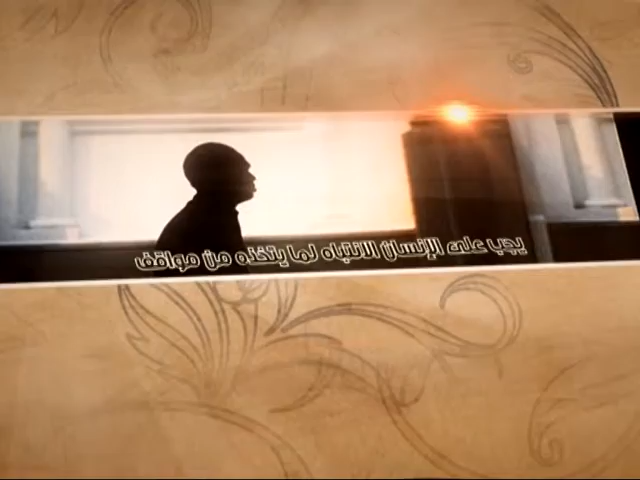 يجب على الإنسان الانتباه لما يتخذه من مواقف